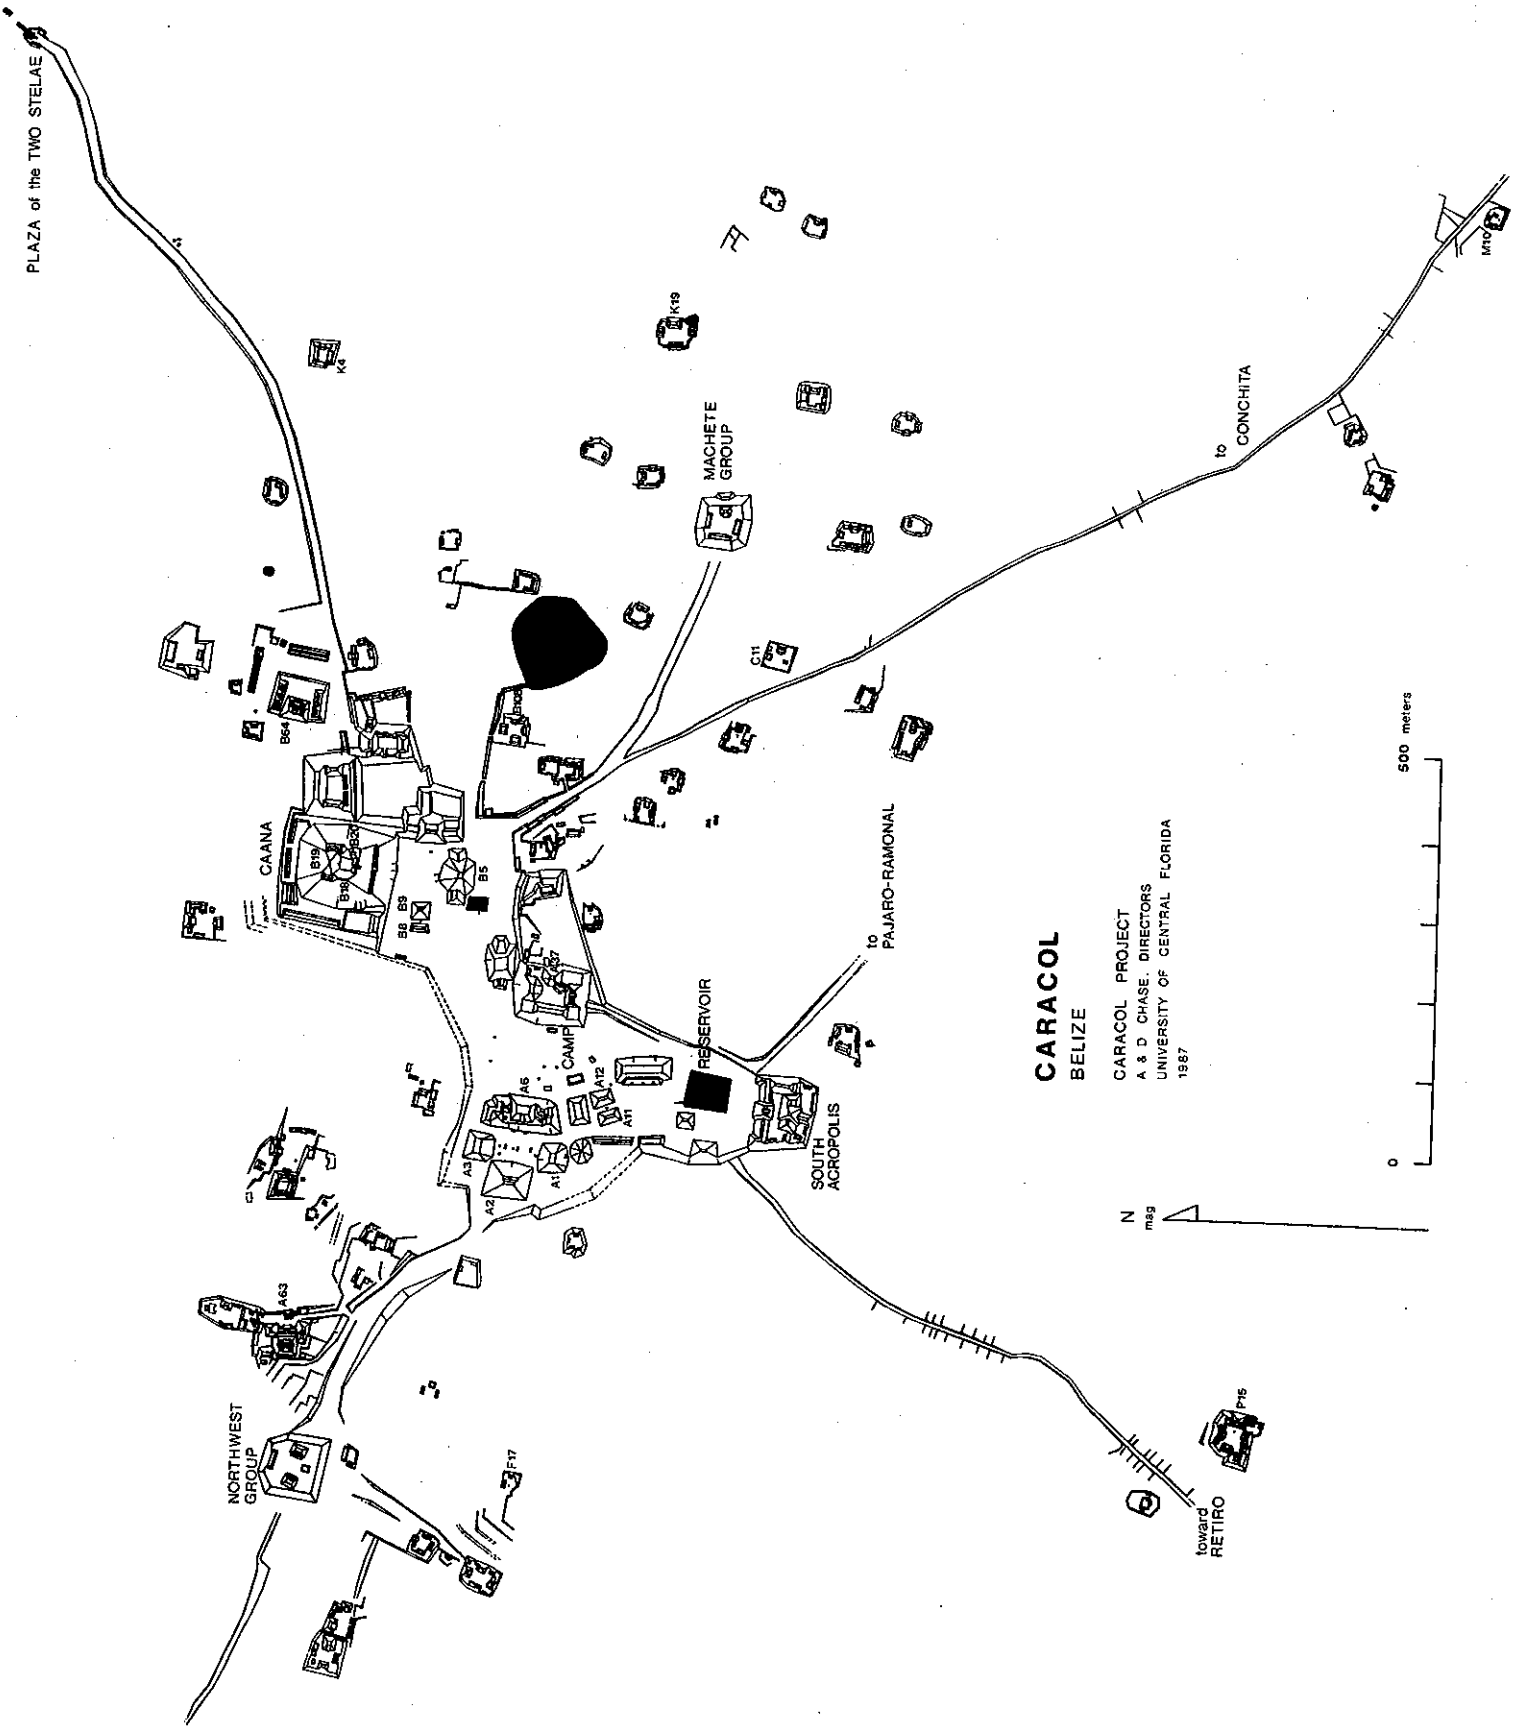 PLAZA of the TWO STELAE
K4
K19
MACHETE
GROUP
to
CONCHITA
M10
B64
B108
C11
CAANA
B19
B20
B18
B5
B9
B8
A37
CAMP
RESERVOIR
to
PAJARO-RAMONAL
A6
A12
A11
A3
A2
A1
SOUTH
ACROPOLIS
A63
NORTHWEST
GROUP
F17
P15
toward
RETIRO
CARACOL
BELIZE
CARACOL PROJECT
A & D CHASE. DIRECTORS
UNIVERSITY OF CENTRAL FLORIDA
1987
N
mag
0
500 meters